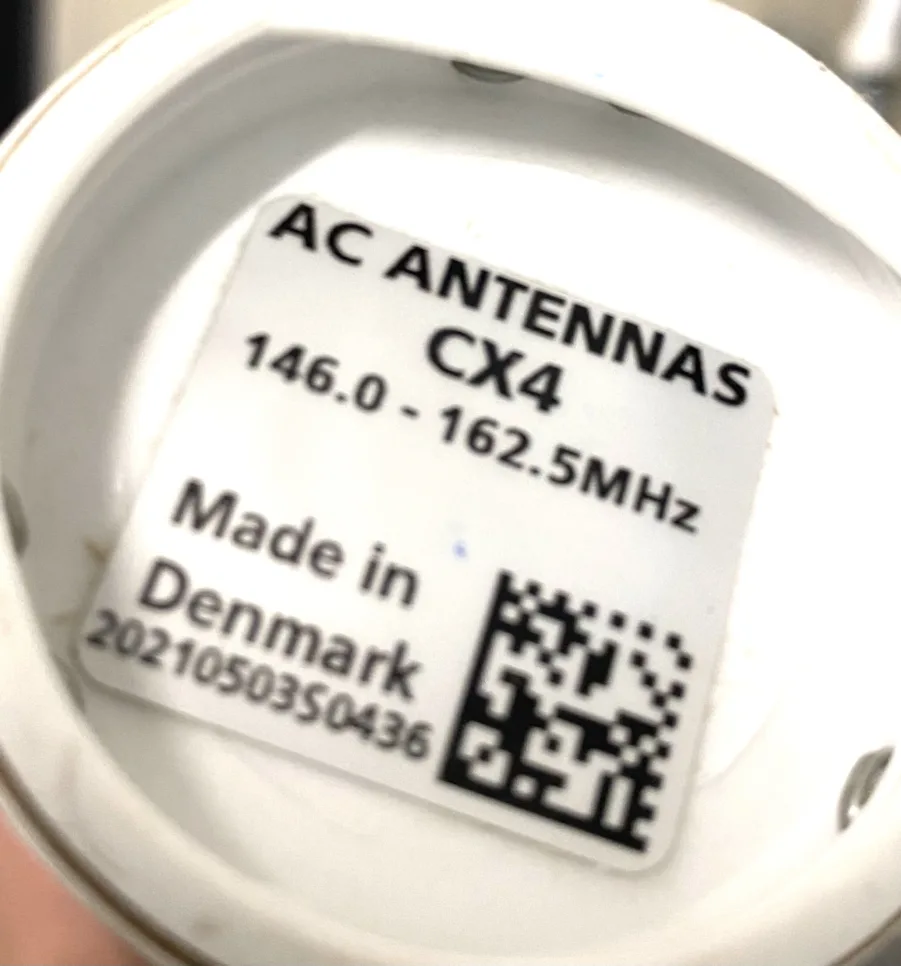 AC ANTENNAS
CX4
146.0 - 162.5MHz
Made in
Denmark
20210503S0436